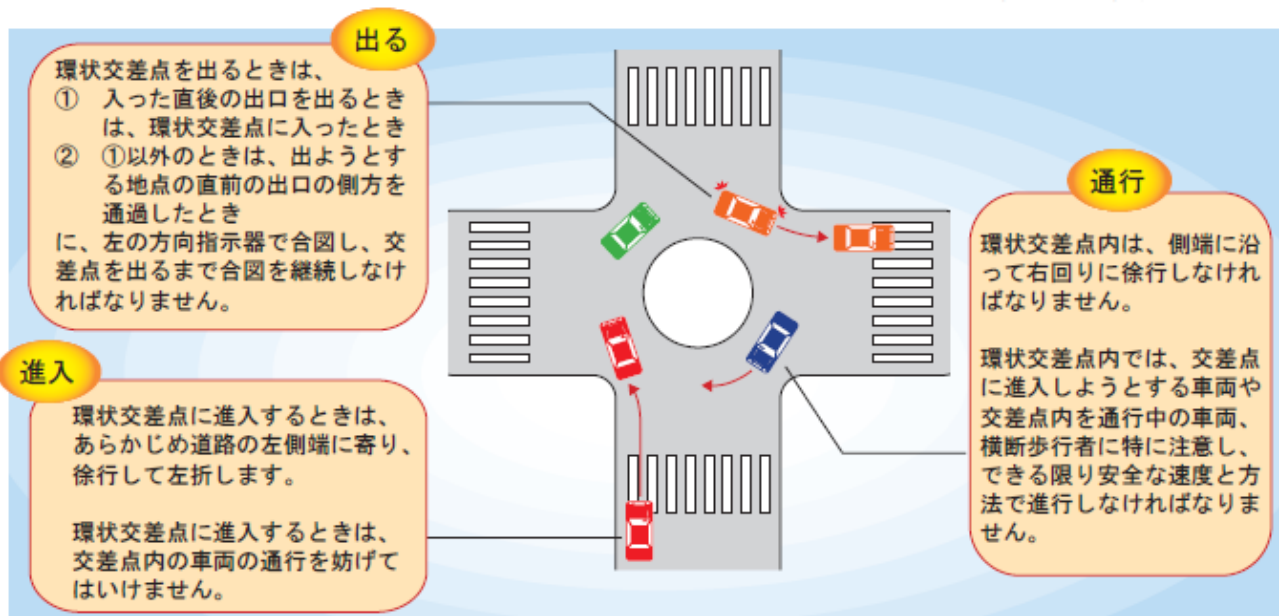 出る
環状交差点を出るときは、
① 入った直後の出口を出るとき
は、環状交差点に入ったとき
② ①以外のときは、出ようとす
る地点の直前の出口の側方を
通過したとき
に、左の方向指示器で合図し、交
差点を出るまで合図を継続しなけ
ればなりません。
進入
環状交差点に進入するときは、
あらかじめ道路の左側端に寄り、
徐行して左折します。
環状交差点に進入するときは、
交差点内の車両の通行を妨げて
はいけません。
通行
環状交差点内は、側端に沿
って右回りに徐行しなけれ
ばなりません。
環状交差点内では、交差点
に進入しようとする車両や
交差点内を通行中の車両、
横断歩行者に特に注意し、
できる限り安全な速度と方
法で進行しなければなりま
せん。